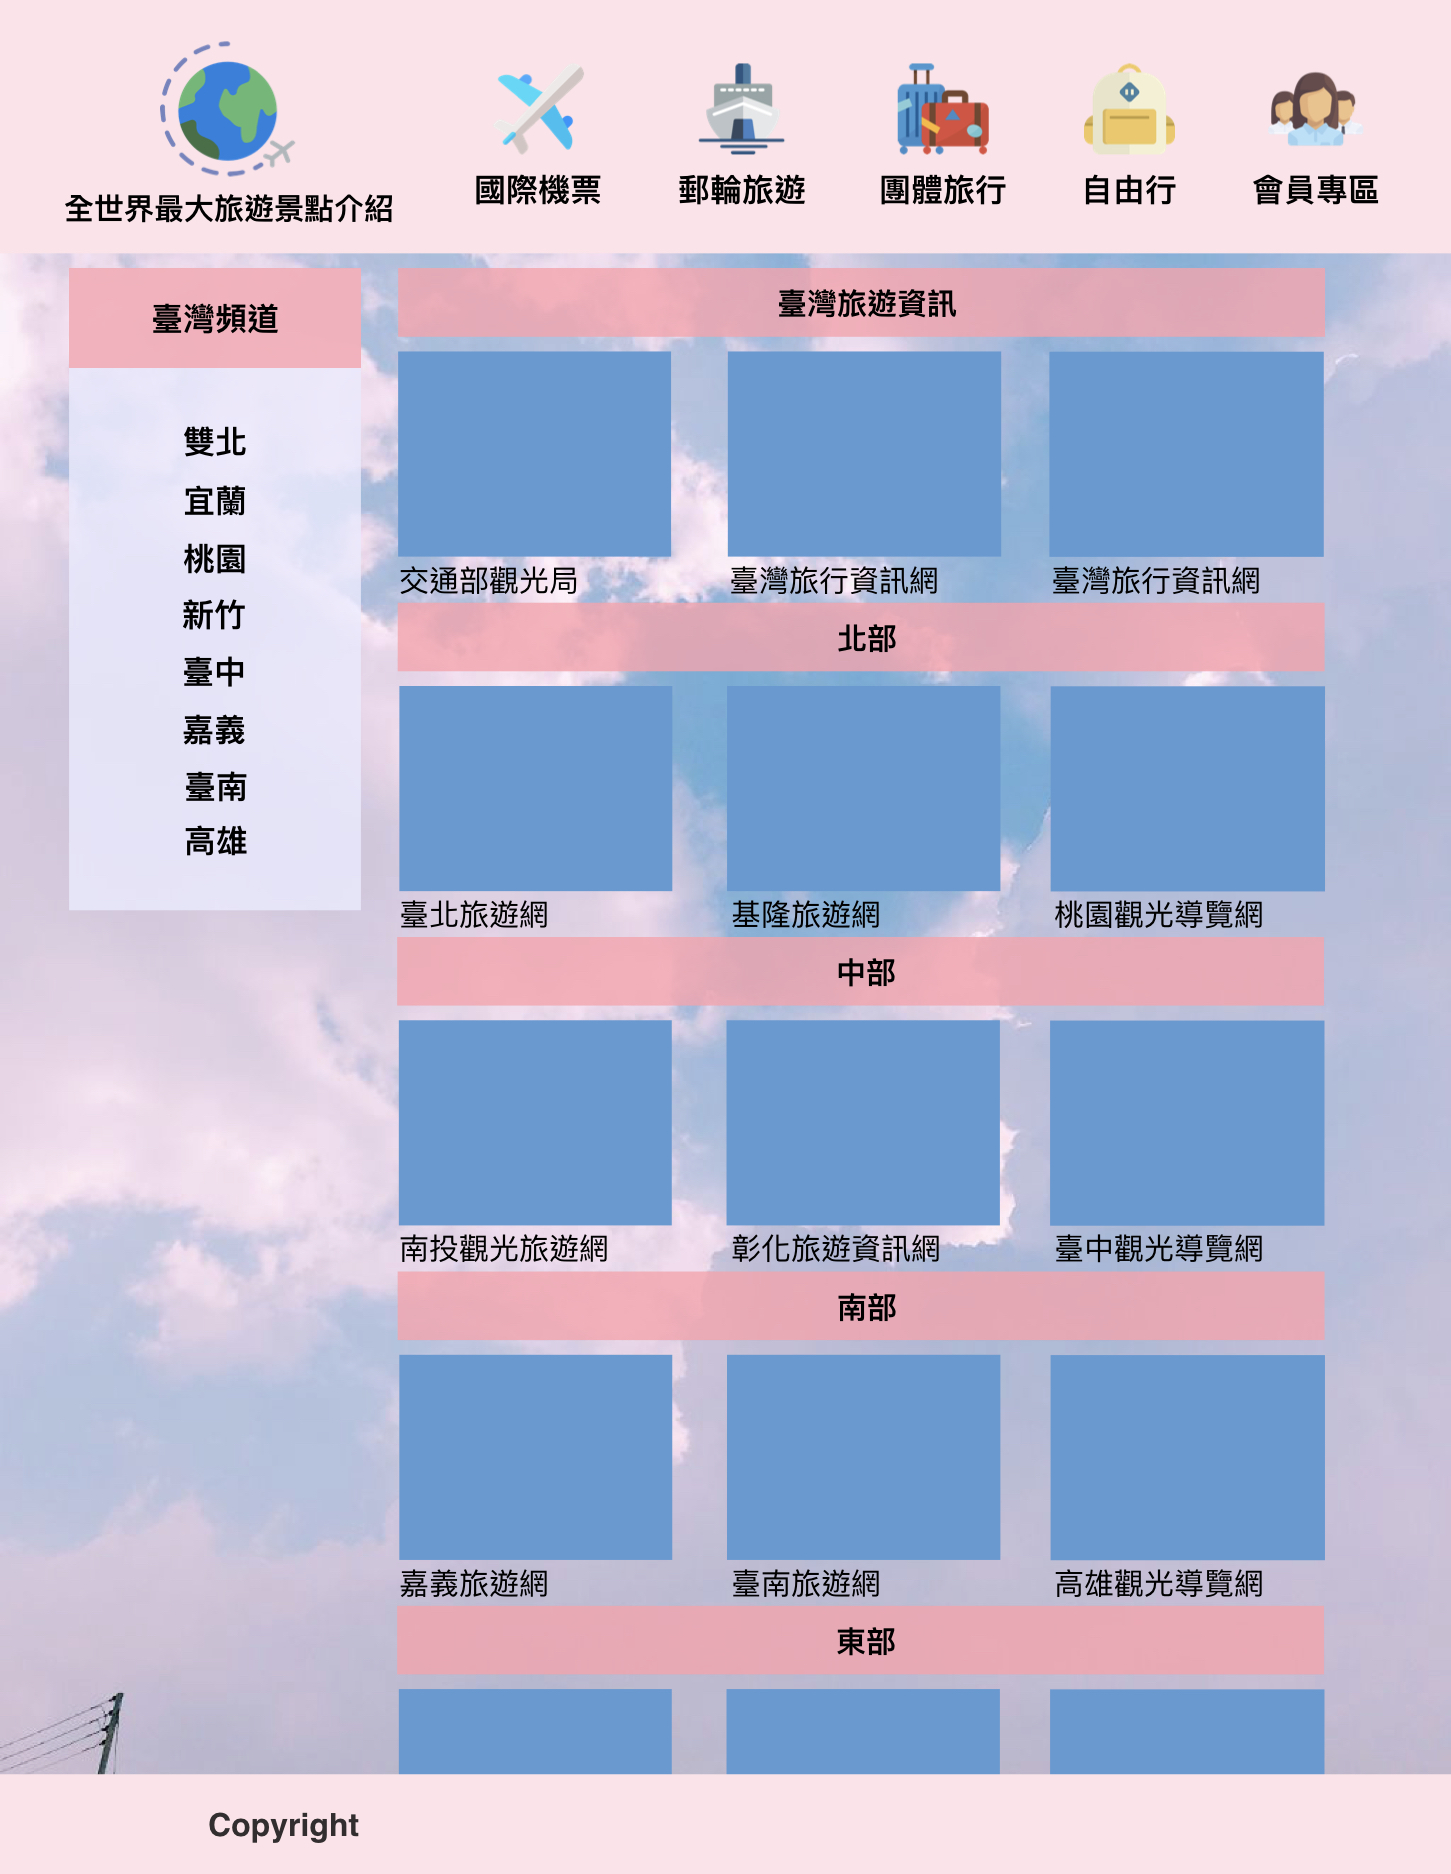 全世界最大旅遊景點介紹
國際機票
郵輪旅遊
團體旅行
自由行
會員專區
臺灣頻道
雙北
宜蘭
桃園
新竹
臺中
嘉義
臺南
高雄
臺灣旅遊資訊
交通部觀光局
臺灣旅行資訊網
臺灣旅行資訊網
北部
臺北旅遊網
基隆旅遊網
桃園觀光導覽網
中部
南投觀光旅遊網
彰化旅遊資訊網
臺中觀光導覽網
南部
嘉義旅遊網
臺南旅遊網
高雄觀光導覽網
東部
Copyright